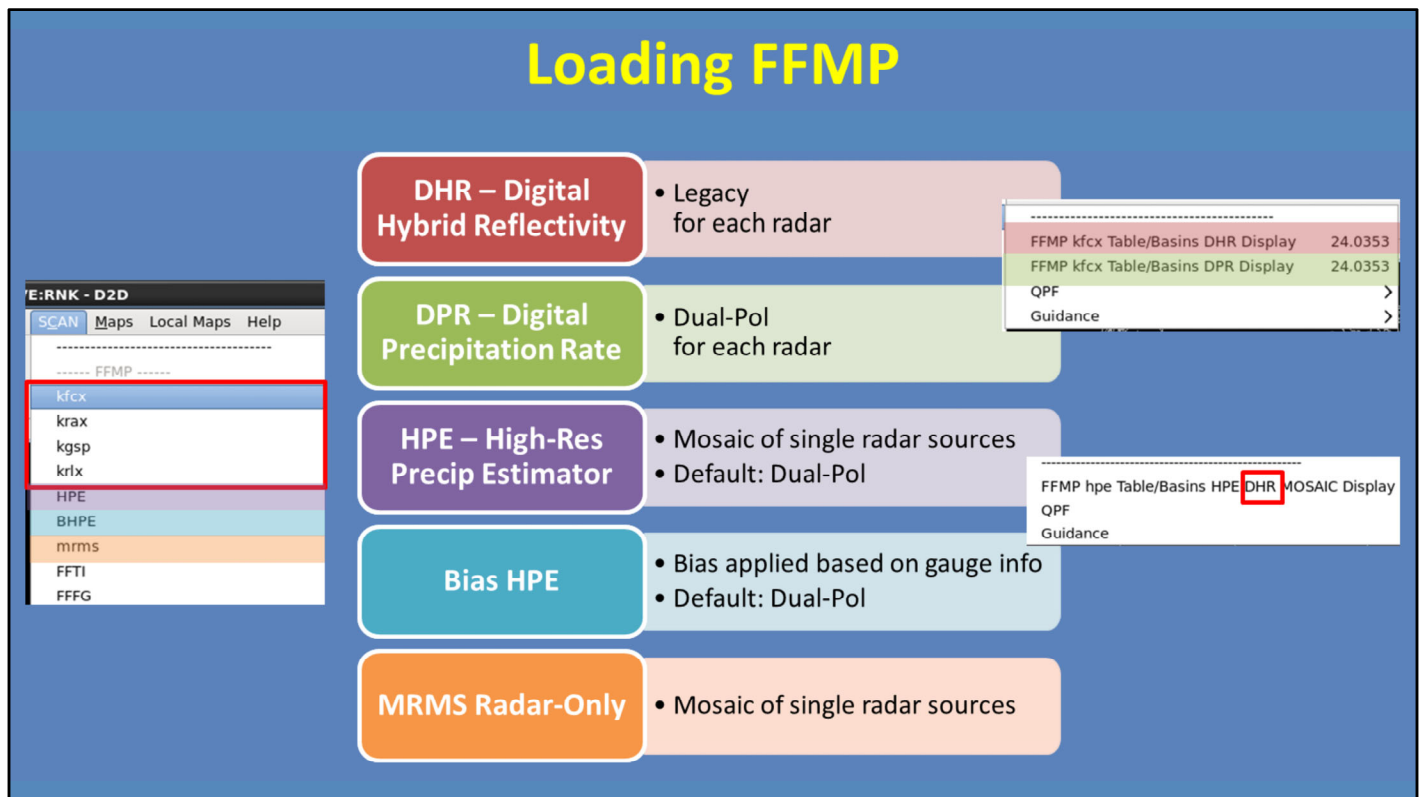 Loading FFMP
'E:RNK - D2D
SCAN Maps Local Maps Help
--------------------------------------
------ FFMP ------
kfcx
krax
kgsp
krlx
HPE
BHPE
mrms
FFTI
FFFG
DHR – Digital
Hybrid Reflectivity
• Legacy
for each radar
DPR – Digital
Precipitation Rate
• Dual-Pol
for each radar
HPE – High-Res
Precip Estimator
• Mosaic of single radar sources
• Default: Dual-Pol
Bias HPE
• Bias applied based on gauge info
• Default: Dual-Pol
MRMS Radar-Only
• Mosaic of single radar sources
-------------------------------------------
FFMP kfcx Table/Basins DHR Display 24.0353
FFMP kfcx Table/Basins DPR Display 24.0353
QPF >
Guidance >
--------------------------------------------------
FFMP hpe Table/Basins HPE DHR MOSAIC Display
QPF
Guidance